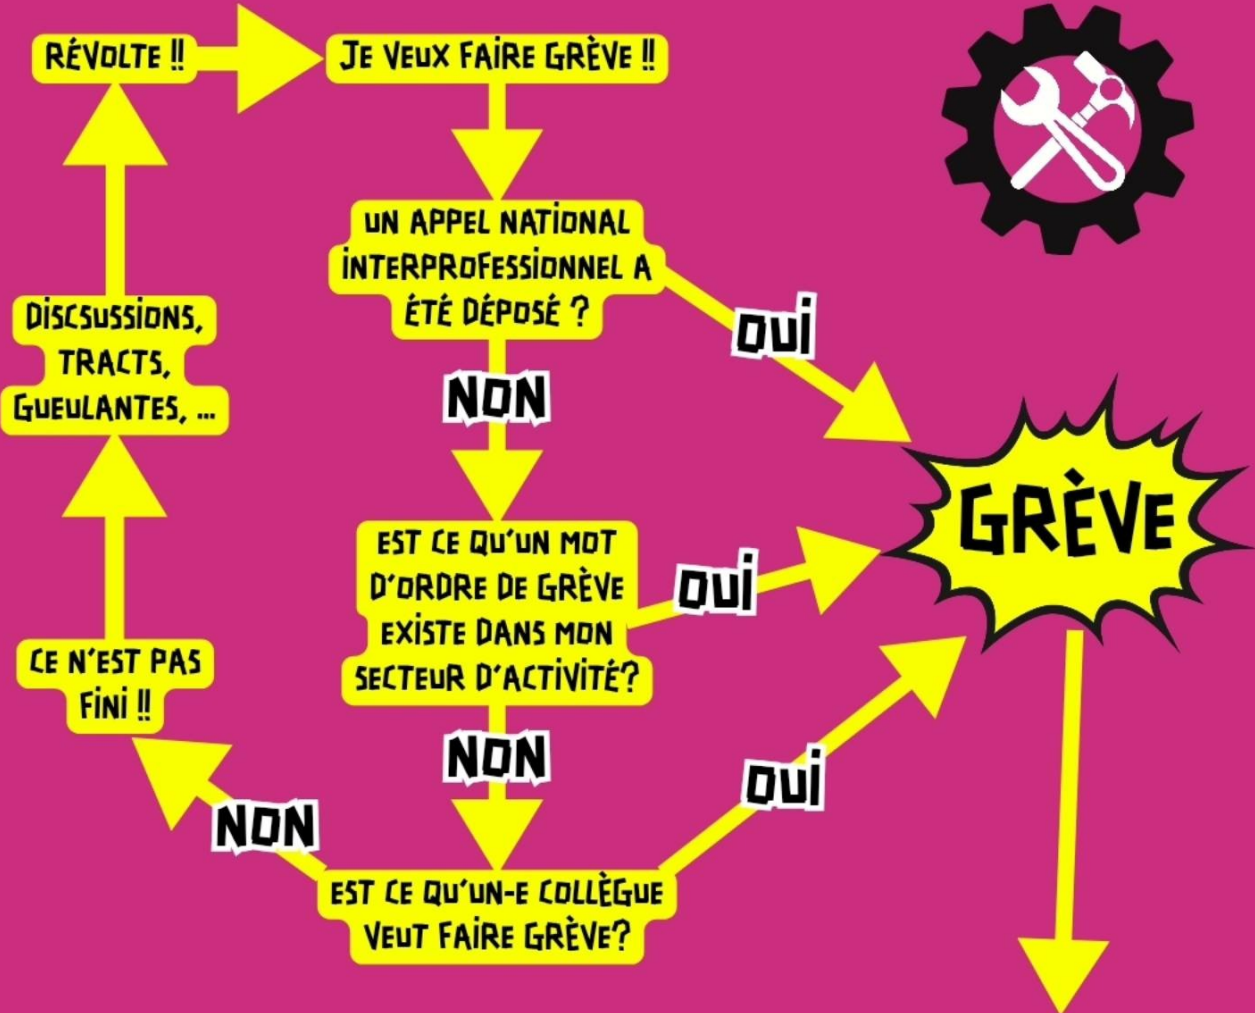 RÉVOLTE !!
JE VEUX FAIRE GRÈVE !!
UN APPEL NATIONAL
INTERPROFESSIONNEL A
ÉTÉ DÉPOSÉ ?
OUI
NON
GRÈVE
EST CE QU'UN MOT
D'ORDRE DE GRÈVE
EXISTE DANS MON
SECTEUR D'ACTIVITÉ?
OUI
NON
EST CE QU'UN-E COLLÈGUE
VEUT FAIRE GRÈVE?
OUI
NON
CE N'EST PAS
FINI !!
DISCSUSSIONS,
TRACTS,
GUEULANTES, ...